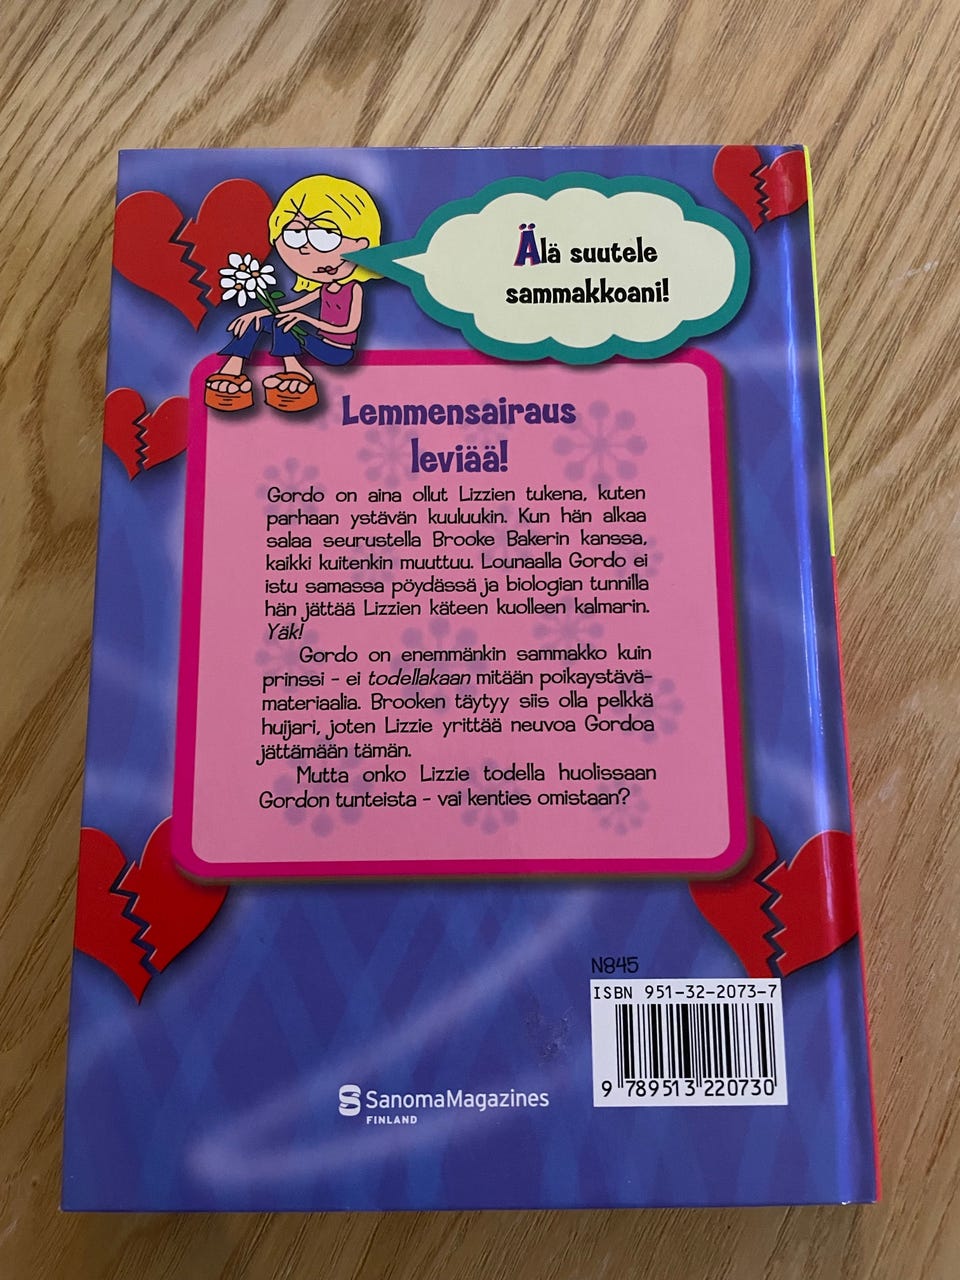 Älä suutele
sammakkoani!
Lemmensairaus
leviää!
Gordo on aina ollut Lizzien tukena, kuten
parhaan ystävän kuuluukin. Kun hän alkaa
salaa seurustella Brooke Bakerin kanssa,
kaikki kuitenkin muuttuu. Lounaalla Gordo ei
istu samassa pöydässä ja biologian tunnilla
hän jättää Lizzien käteen kuolleen kalmarin.
Yäk!
Gordo on enemmänkin sammakko kuin
prinssi – ei todellakaan mitään poikaystävä-
materiaalia. Brooken täytyy siis olla pelkkä
huijari, joten Lizzie yrittää neuvoa Gordoa
jättämään tämän.
Mutta onko Lizzie todella huolissaan
Gordon tunteista – vai kenties omistaan?
N845
ISBN 951-32-2073-7
9 789513 220730
SanomaMagazines
FINLAND